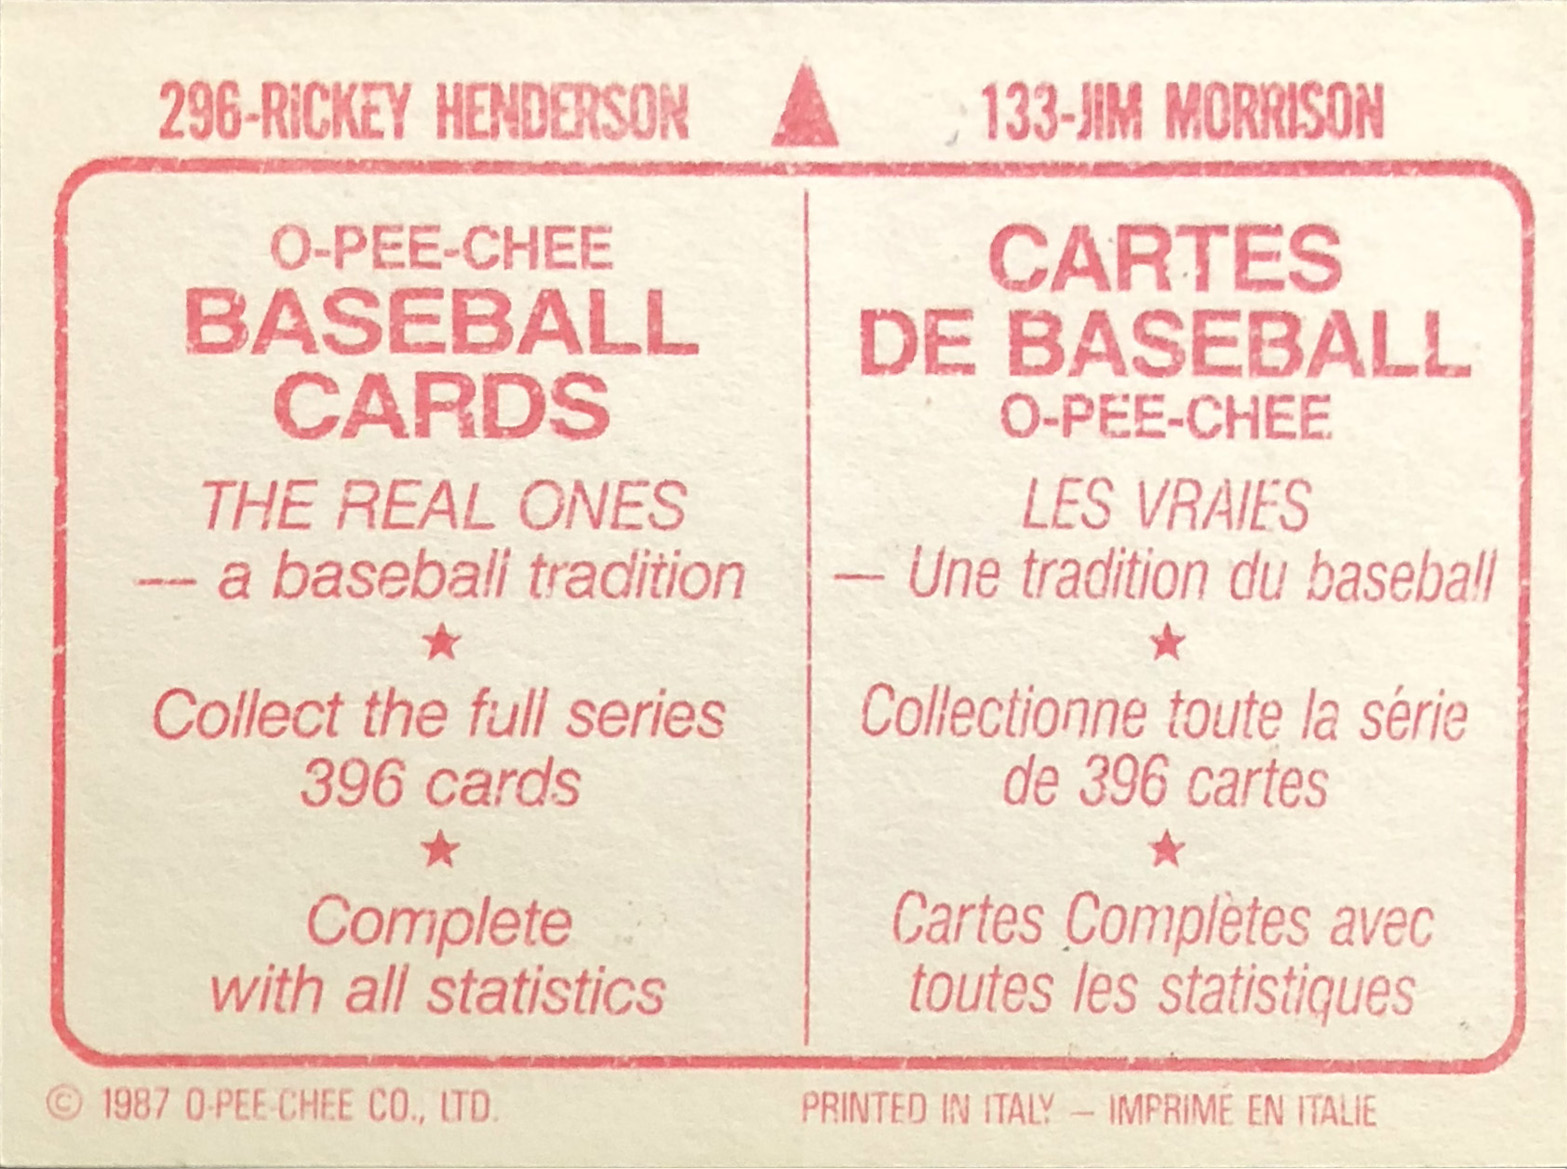 296-RICKEY HENDERSON
133-JIM MORRISON
O-PEE-CHEE
BASEBALL
CARDS
THE REAL ONES
— a baseball tradition
★
Collect the full series
396 cards
★
Complete
with all statistics
CARTES
DE BASEBALL
O-PEE-CHEE
LES VRAIES
— Une tradition du baseball
★
Collectionne toute la série
de 396 cartes
★
Cartes Complètes avec
toutes les statistiques
© 1987 O-PEE-CHEE CO., LTD.
PRINTED IN ITALY — IMPRIMÉ EN ITALIE